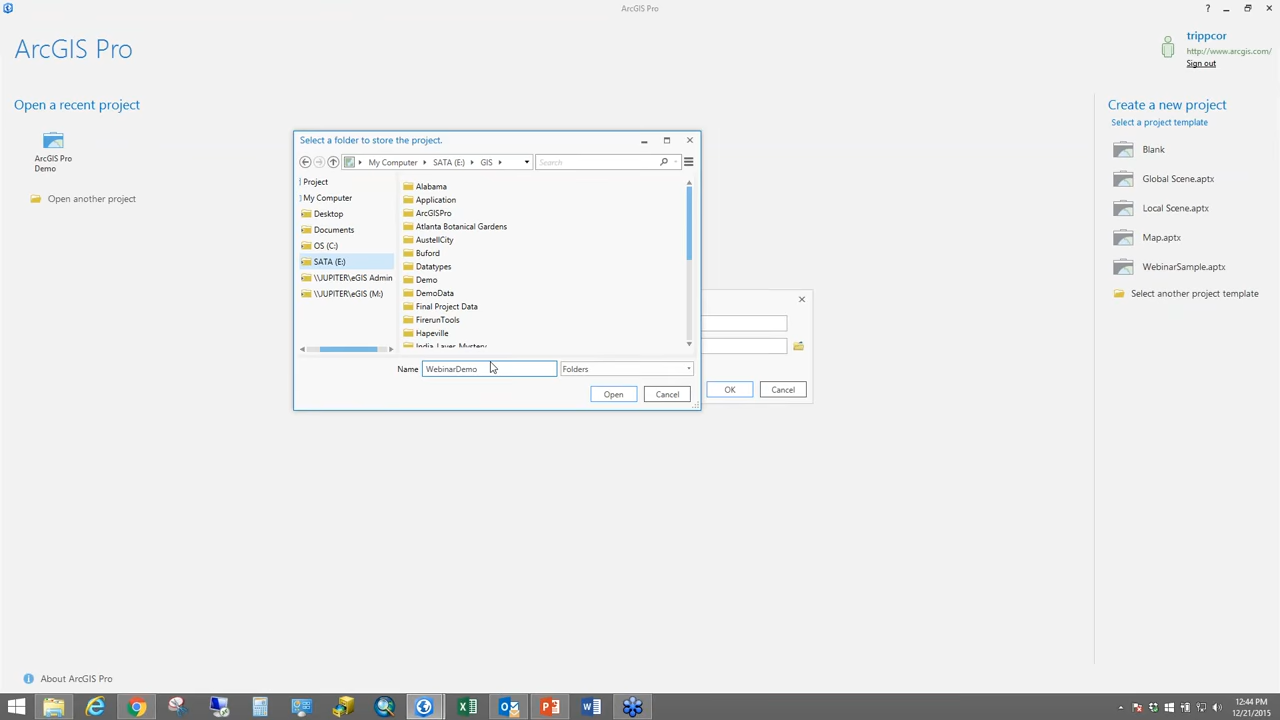 ArcGIS Pro
?
ArcGIS Pro
trippcor
http://www.arcgis.com/
Sign out
Open a recent project
ArcGIS Pro
Demo
Open another project
Create a new project
Select a project template
Blank
Global Scene.aptx
Local Scene.aptx
Map.aptx
WebinarSample.aptx
Select another project template
Select a folder to store the project.
My Computer SATA (E:) GIS
Search
Project
My Computer
Desktop
Documents
OS (C:)
SATA (E:)
\\JUPITER\eGIS Admin
\\JUPITER\eGIS (M:)
Alabama
Application
ArcGISPro
Atlanta Botanical Gardens
AustellCity
Buford
Datatypes
Demo
DemoData
Final Project Data
FirerunTools
Hapeville
India_Layer_Mystery
Name WebinarDemo Folders
Open Cancel
OK Cancel
About ArcGIS Pro
12:44 PM
12/21/2015